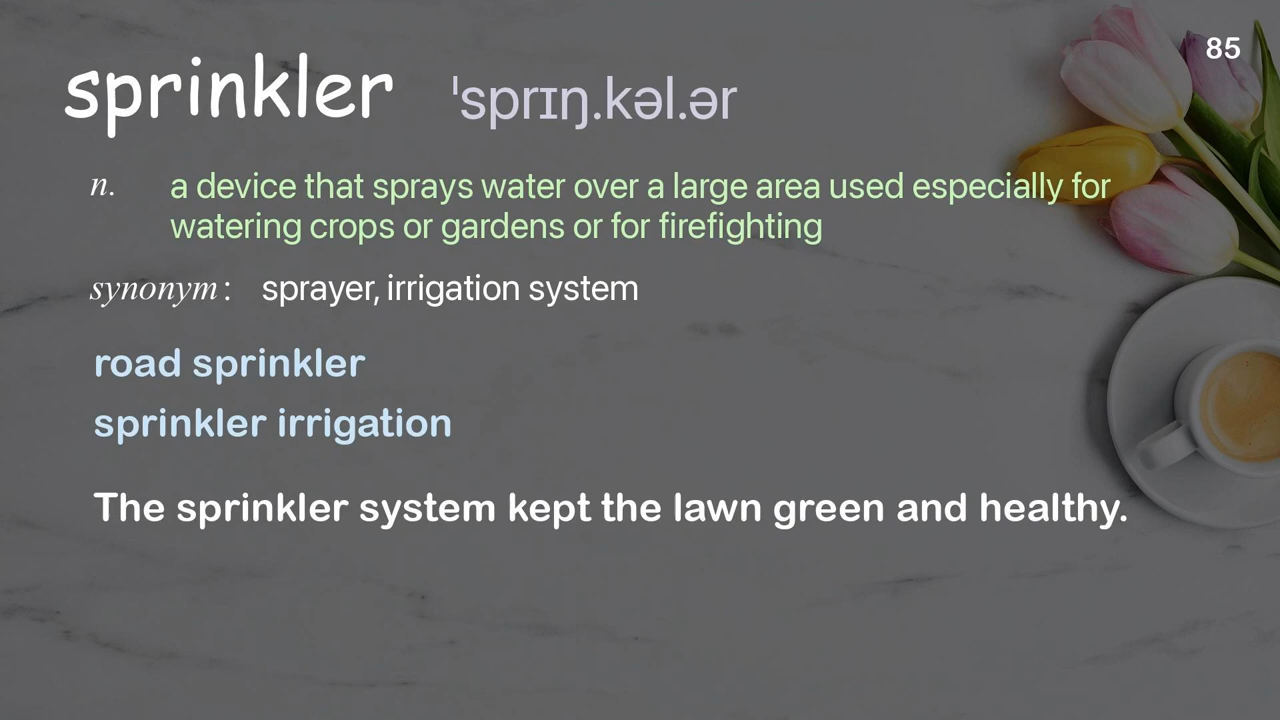 85
sprinkler ˈsprɪŋ.kəl.ər
n. a device that sprays water over a large area used especially for
watering crops or gardens or for firefighting
synonym: sprayer, irrigation system
road sprinkler
sprinkler irrigation
The sprinkler system kept the lawn green and healthy.